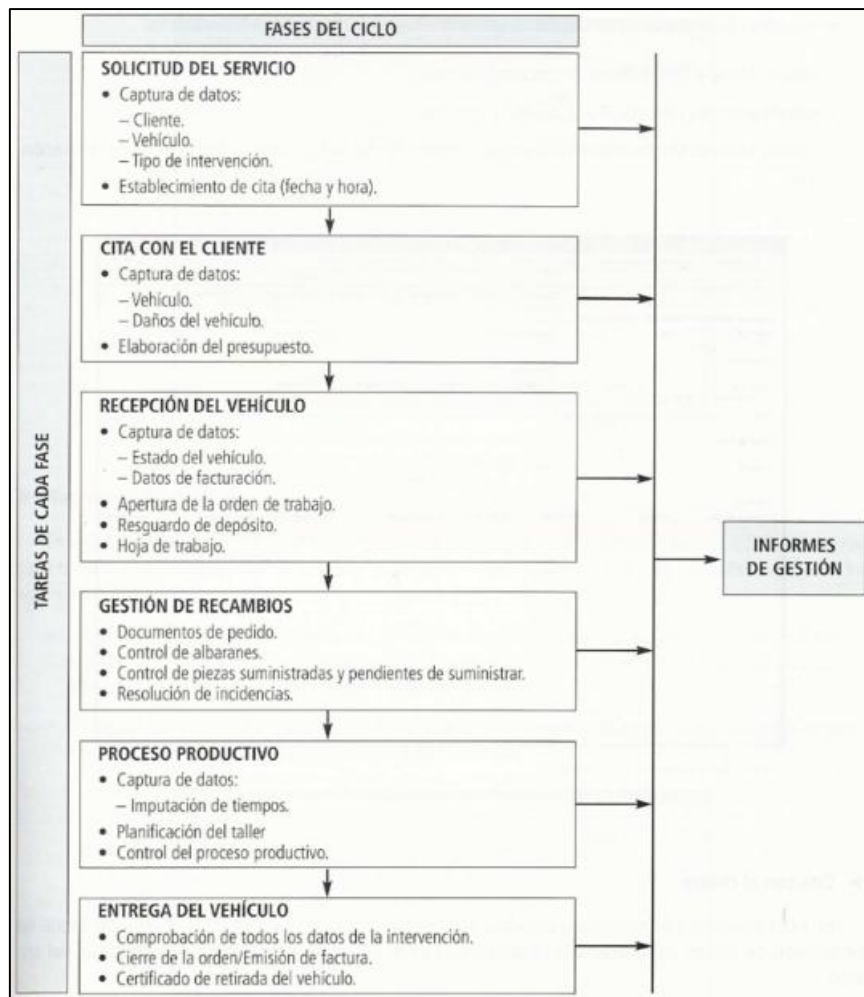 FASES DEL CICLO
TAREAS DE CADA FASE
SOLICITUD DEL SERVICIO
• Captura de datos:
– Cliente.
– Vehículo.
– Tipo de intervención.
• Establecimiento de cita (fecha y hora).
CITA CON EL CLIENTE
• Captura de datos:
– Vehículo.
– Daños del vehículo.
• Elaboración del presupuesto.
RECEPCIÓN DEL VEHÍCULO
• Captura de datos:
– Estado del vehículo.
– Datos de facturación.
• Apertura de la orden de trabajo.
• Resguardo de depósito.
• Hoja de trabajo.
GESTIÓN DE RECAMBIOS
• Documentos de pedido.
• Control de albaranes.
• Control de piezas suministradas y pendientes de suministrar.
• Resolución de incidencias.
PROCESO PRODUCTIVO
• Captura de datos:
– Imputación de tiempos.
• Planificación del taller
• Control del proceso productivo.
ENTREGA DEL VEHÍCULO
• Comprobación de todos los datos de la intervención.
• Cierre de la orden/Emisión de factura.
• Certificado de retirada del vehículo.
INFORMES
DE GESTIÓN